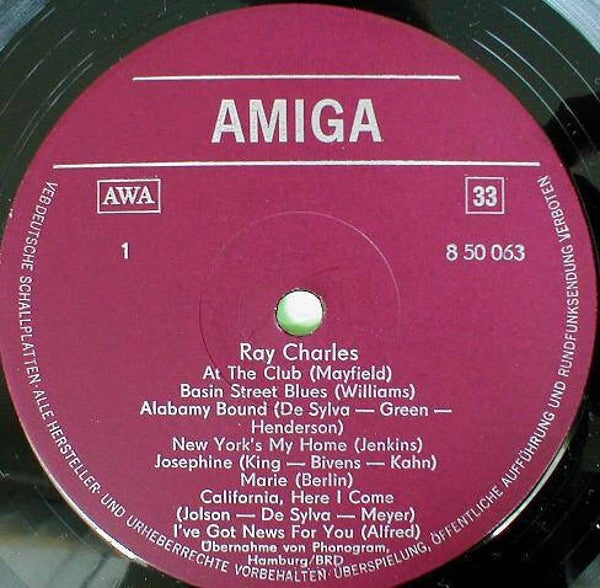 AMIGA
AWA
33
1
8 50 063
Ray Charles
At The Club (Mayfield)
Basin Street Blues (Williams)
Alabamy Bound (De Sylva — Green —
Henderson)
New York's My Home (Jenkins)
Josephine (King — Bivens — Kahn)
Marie (Berlin)
California, Here I Come
(Jolson — De Sylva — Meyer)
I've Got News For You (Alfred)
Übernahme von Phonogram,
Hamburg/BRD
VEB DEUTSCHE SCHALLPLATTEN · ALLE HERSTELLER- UND URHEBERRECHTE VORBEHALTEN · ÜBERSPIELUNG, ÖFFENTLICHE AUFFÜHRUNG UND RUNDFUNKSENDUNG VERBOTEN